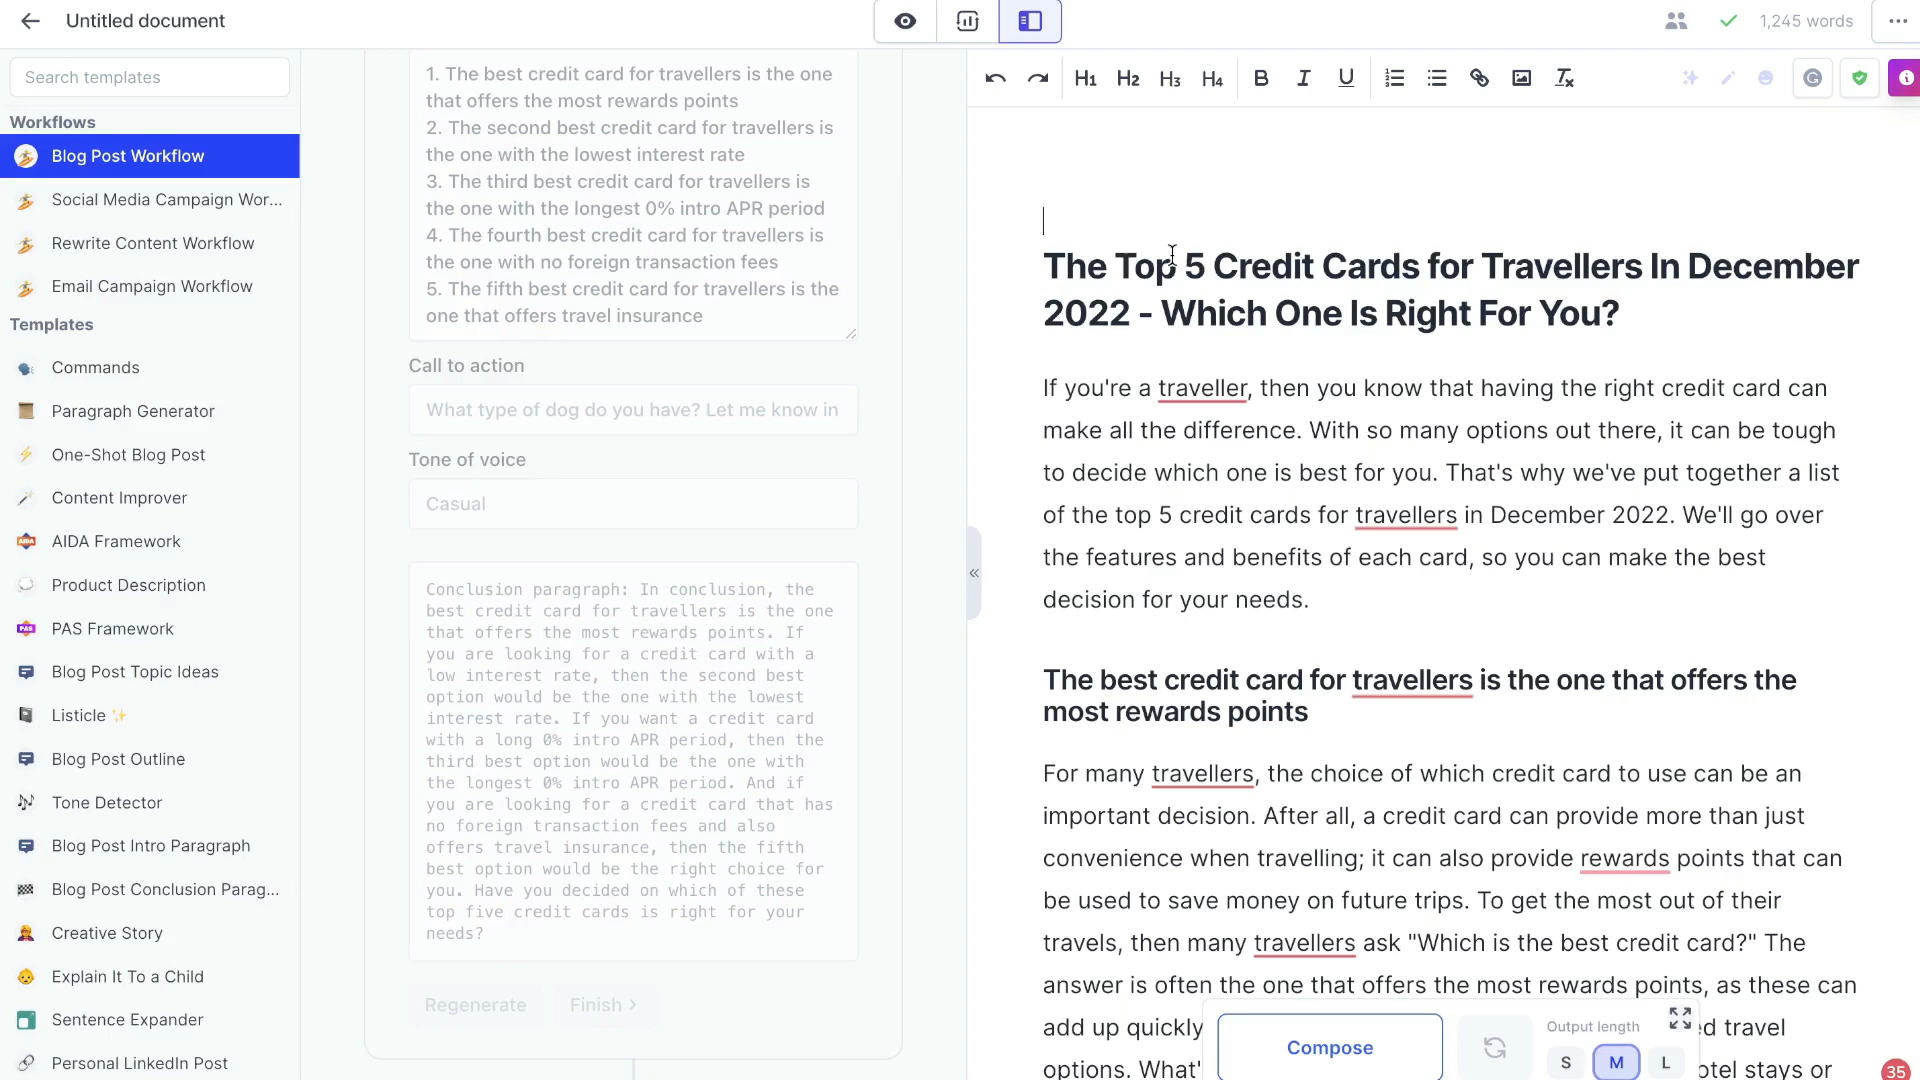 Untitled document
1,245 words
Search templates
Workflows
Blog Post Workflow
Social Media Campaign Wor...
Rewrite Content Workflow
Email Campaign Workflow
Templates
Commands
Paragraph Generator
One-Shot Blog Post
Content Improver
AIDA Framework
Product Description
PAS Framework
Blog Post Topic Ideas
Listicle ✨
Blog Post Outline
Tone Detector
Blog Post Intro Paragraph
Blog Post Conclusion Parag...
Creative Story
Explain It To a Child
Sentence Expander
Personal LinkedIn Post
1. The best credit card for travellers is the one
that offers the most rewards points
2. The second best credit card for travellers is
the one with the lowest interest rate
3. The third best credit card for travellers is
the one with the longest 0% intro APR period
4. The fourth best credit card for travellers is
the one with no foreign transaction fees
5. The fifth best credit card for travellers is the
one that offers travel insurance
Call to action
What type of dog do you have? Let me know in
Tone of voice
Casual
Conclusion paragraph: In conclusion, the
best credit card for travellers is the one
that offers the most rewards points. If
you are looking for a credit card with a
low interest rate, then the second best
option would be the one with the lowest
interest rate. If you want a credit card
with a long 0% intro APR period, then the
third best option would be the one with
the longest 0% intro APR period. And if
you are looking for a credit card that has
no foreign transaction fees and also
offers travel insurance, then the fifth
best option would be the right choice for
you. Have you decided on which of these
top five credit cards is right for your
needs?
Regenerate
Finish >
H1 H2 H3 H4 B I U
The Top 5 Credit Cards for Travellers In December
2022 - Which One Is Right For You?
If you're a traveller, then you know that having the right credit card can
make all the difference. With so many options out there, it can be tough
to decide which one is best for you. That's why we've put together a list
of the top 5 credit cards for travellers in December 2022. We'll go over
the features and benefits of each card, so you can make the best
decision for your needs.
The best credit card for travellers is the one that offers the
most rewards points
For many travellers, the choice of which credit card to use can be an
important decision. After all, a credit card can provide more than just
convenience when travelling; it can also provide rewards points that can
be used to save money on future trips. To get the most out of their
travels, then many travellers ask "Which is the best credit card?" The
answer is often the one that offers the most rewards points, as these can
add up quickly
ed travel
options. What'
otel stays or
Compose
Output length
S M L
35